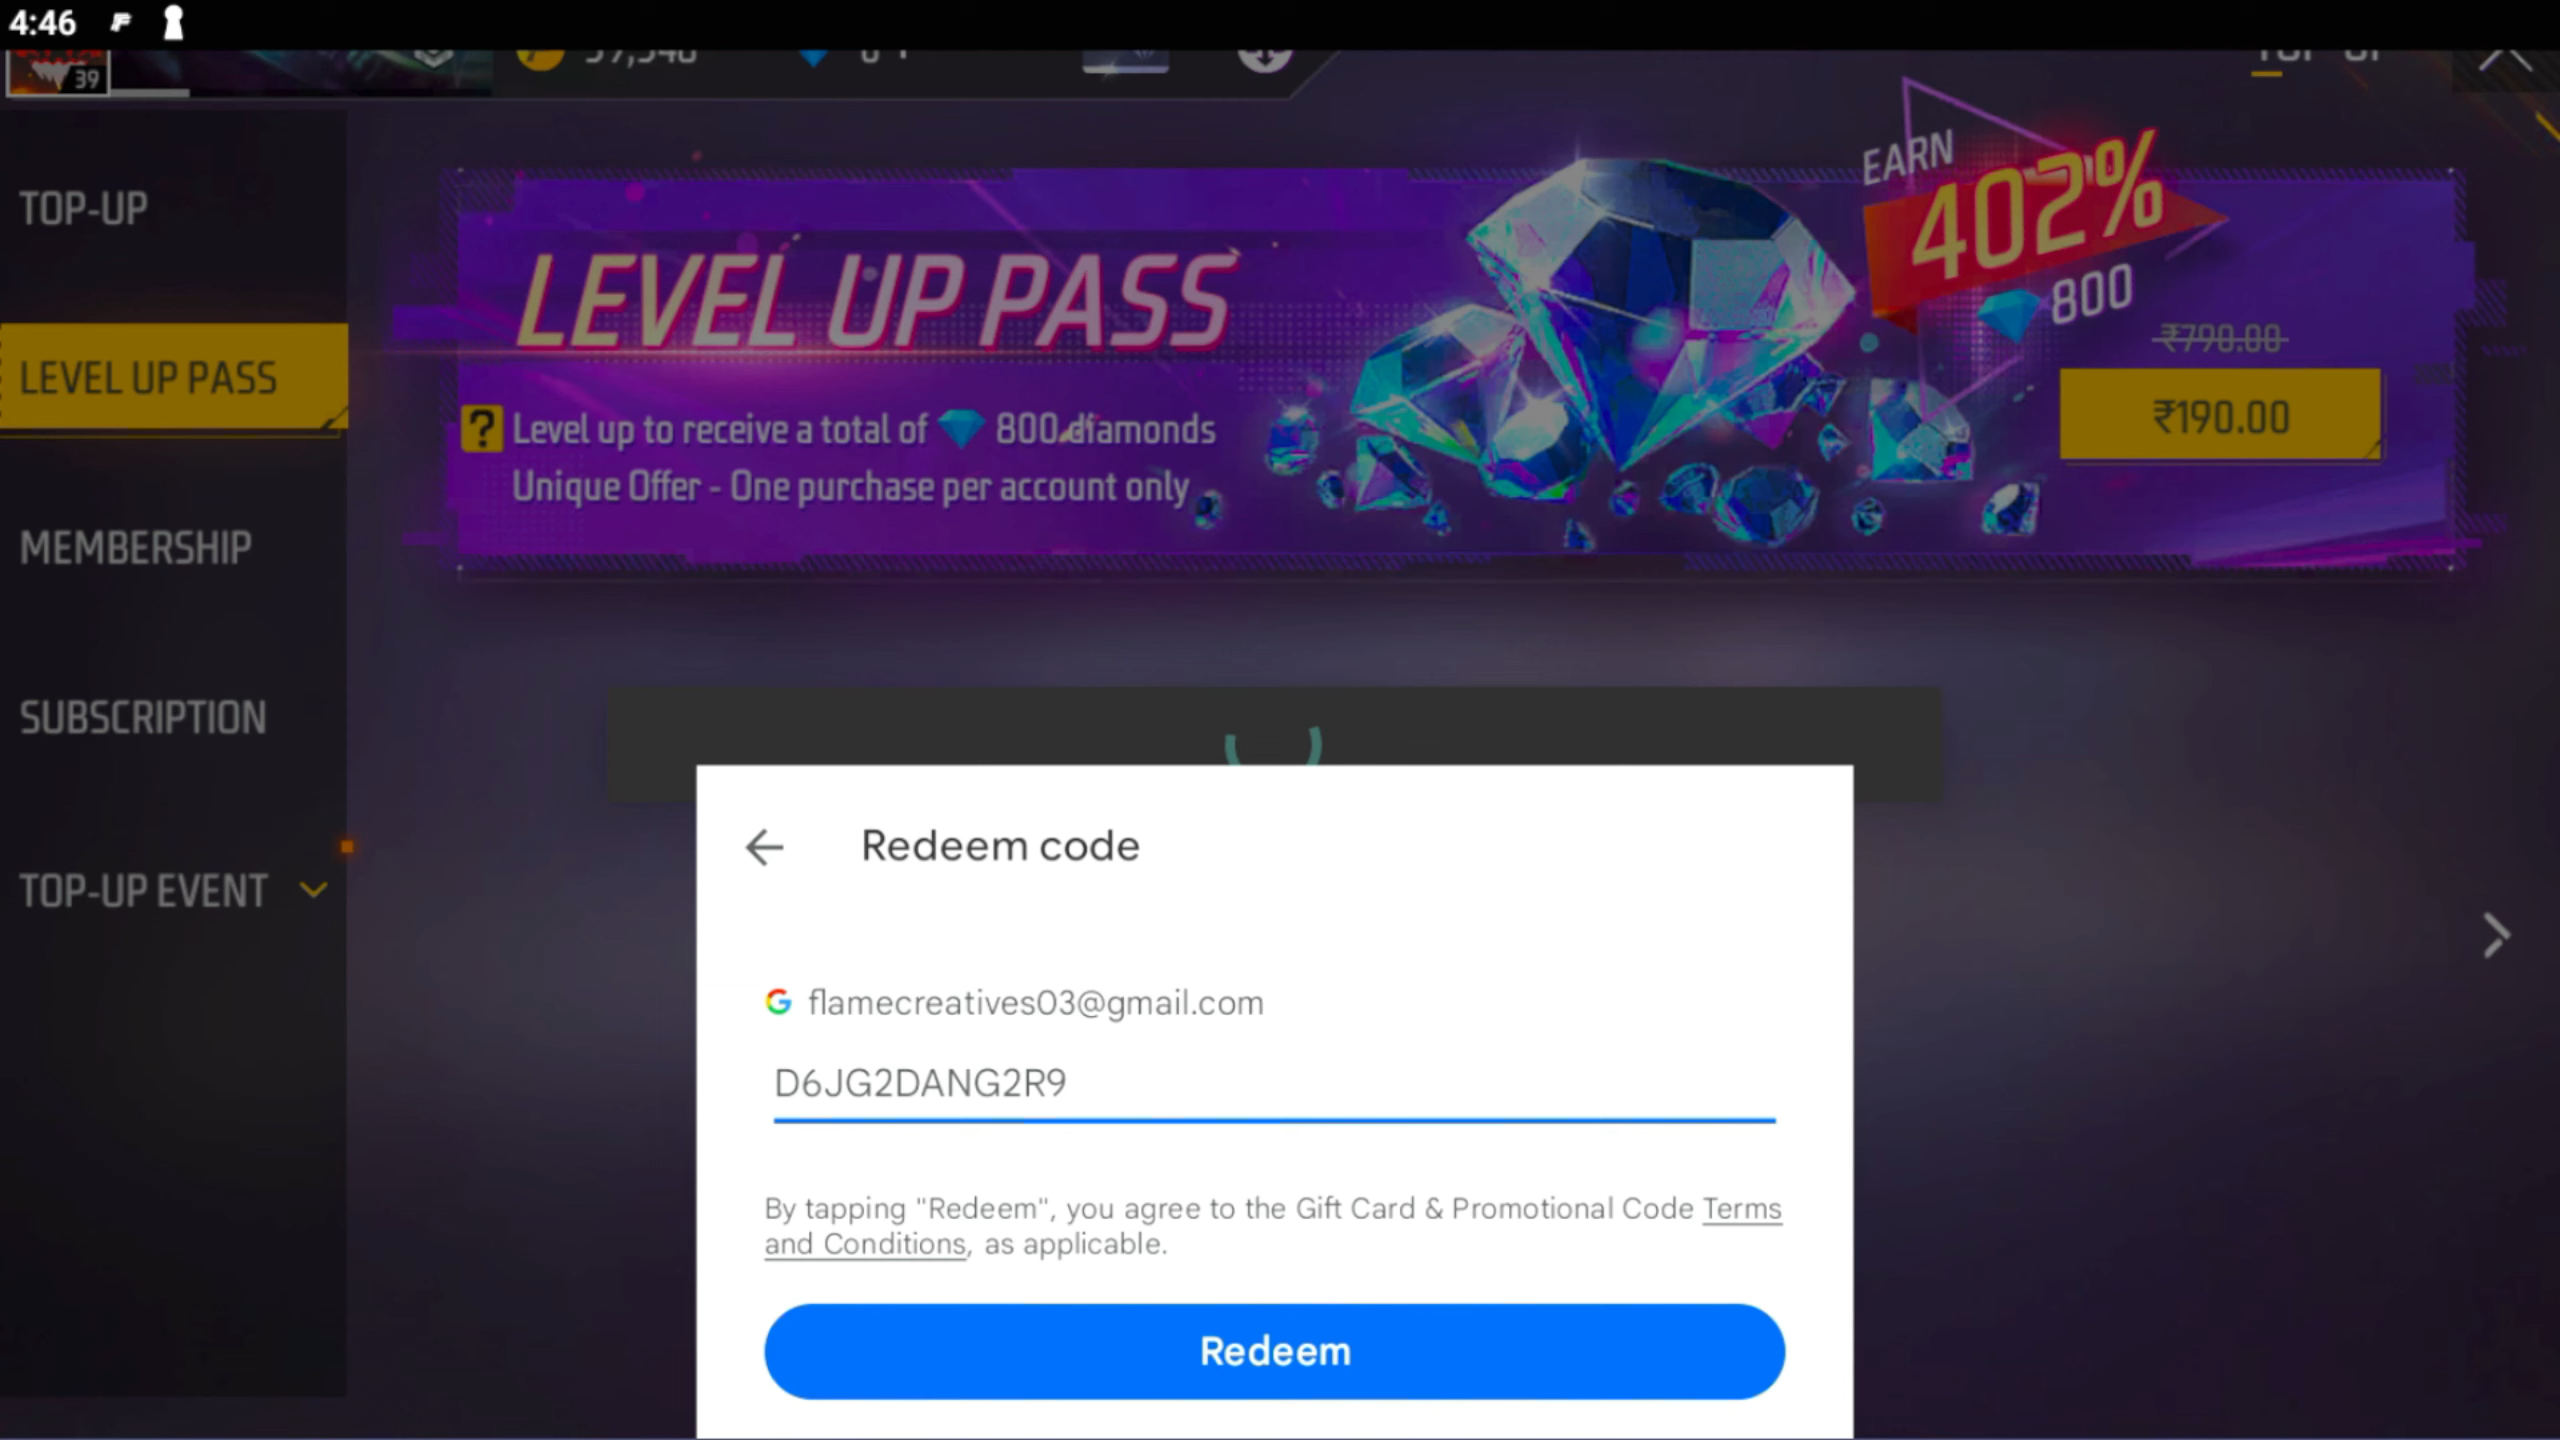 4:46
39
TOP-UP
LEVEL UP PASS
MEMBERSHIP
SUBSCRIPTION
TOP-UP EVENT
LEVEL UP PASS
? Level up to receive a total of 800 diamonds
Unique Offer - One purchase per account only
EARN
402%
800
₹790.00
₹190.00
Redeem code
G flamecreatives03@gmail.com
D6JG2DANG2R9
By tapping "Redeem", you agree to the Gift Card & Promotional Code Terms
and Conditions, as applicable.
Redeem